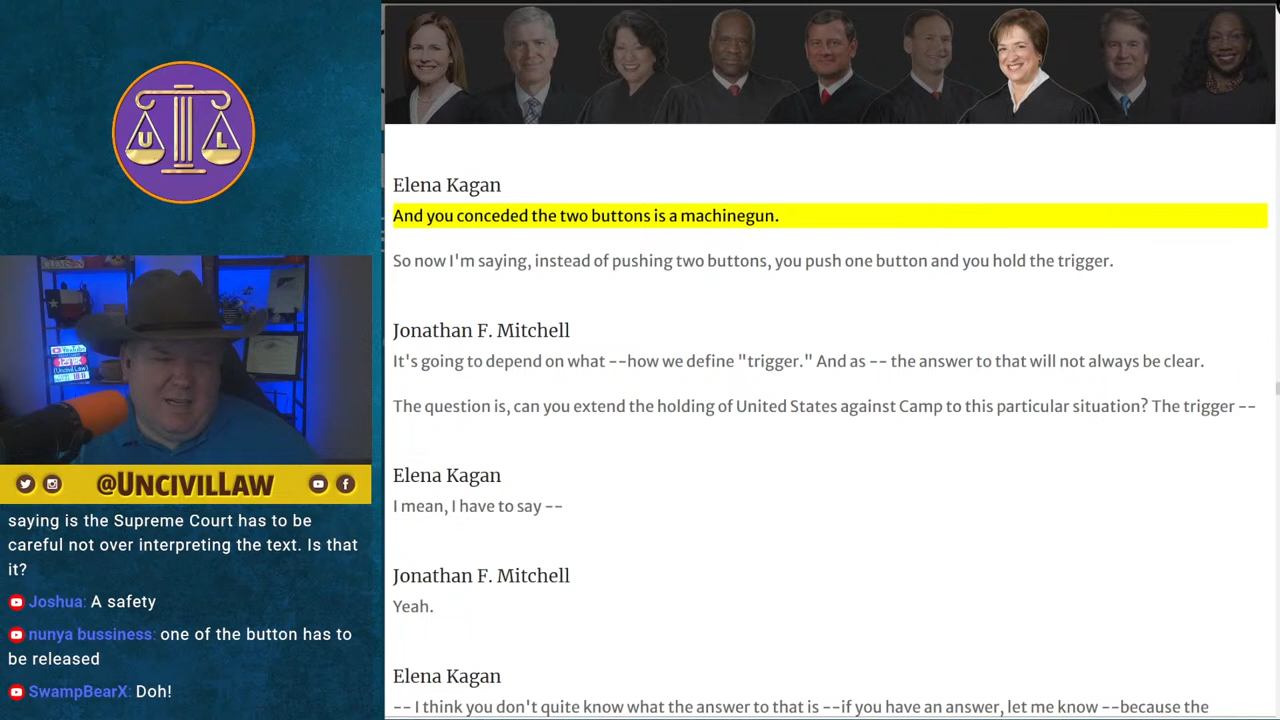 U L
@UNCIVILLAW
saying is the Supreme Court has to be
careful not over interpreting the text. Is that
it?
Joshua: A safety
nunya bussiness: one of the button has to
be released
SwampBearX: Doh!
Elena Kagan
And you conceded the two buttons is a machinegun.
So now I'm saying, instead of pushing two buttons, you push one button and you hold the trigger.
Jonathan F. Mitchell
It's going to depend on what --how we define "trigger." And as -- the answer to that will not always be clear.
The question is, can you extend the holding of United States against Camp to this particular situation? The trigger --
Elena Kagan
I mean, I have to say --
Jonathan F. Mitchell
Yeah.
Elena Kagan
-- I think you don't quite know what the answer to that is --if you have an answer, let me know --because the